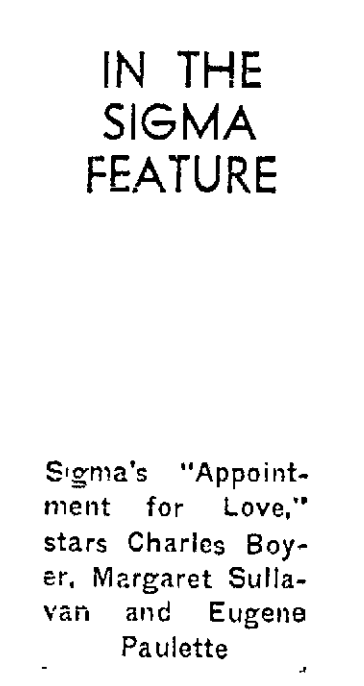 IN THE
SIGMA
FEATURE
Sigma's "Appoint-
ment for Love,"
stars Charles Boy-
er, Margaret Sulla-
van and Eugene
Paulette